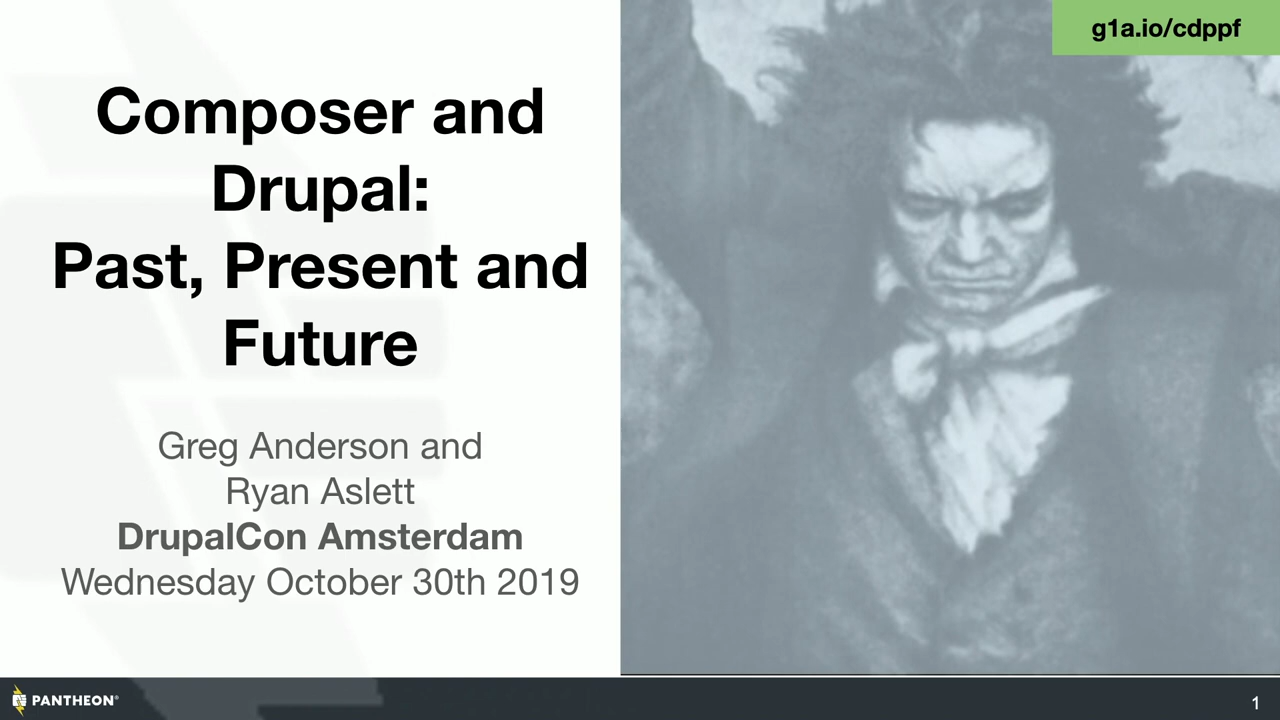 g1a.io/cdppf
Composer and
Drupal:
Past, Present and
Future
Greg Anderson and
Ryan Aslett
DrupalCon Amsterdam
Wednesday October 30th 2019
PANTHEON®
1